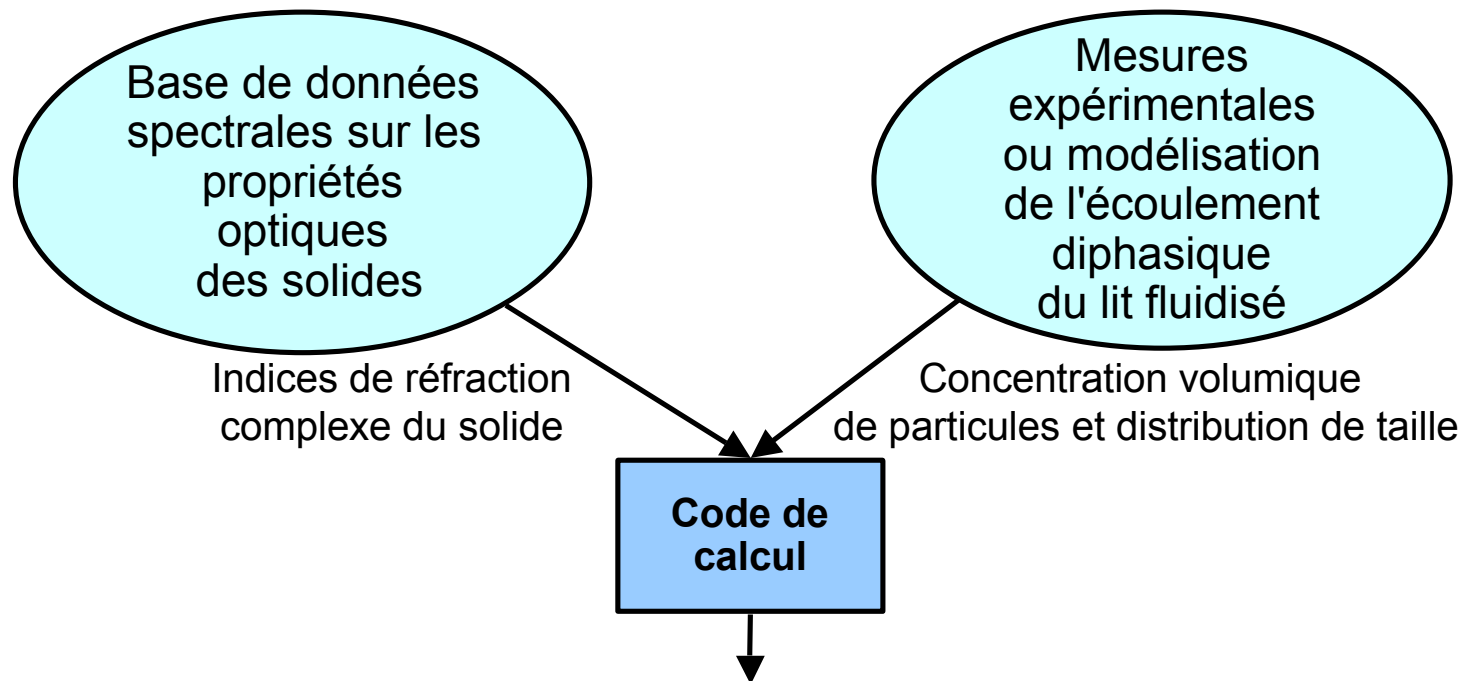 Base de données
spectrales sur les
propriétés
optiques
des solides
Mesures
expérimentales
ou modélisation
de l'écoulement
diphasique
du lit fluidisé
Indices de réfraction
complexe du solide
Concentration volumique
de particules et distribution de taille
Code de
calcul